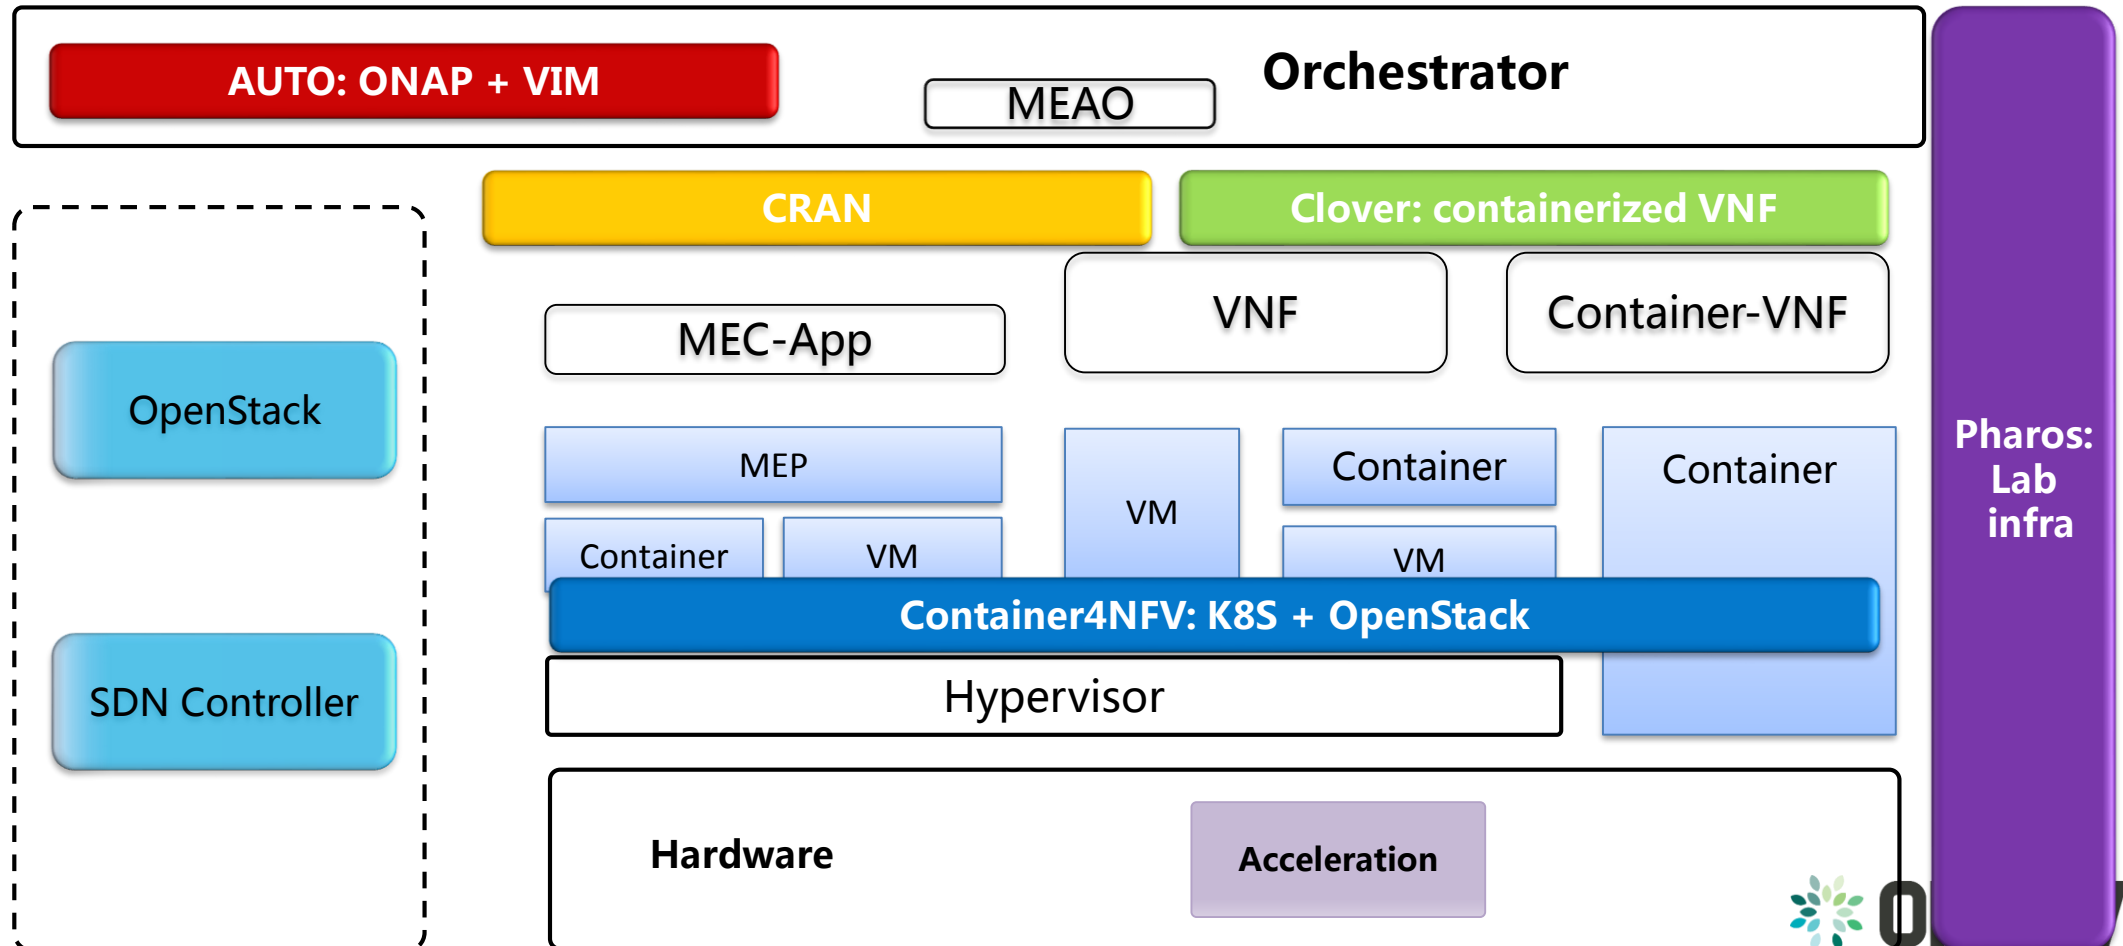 Orchestrator
AUTO: ONAP + VIM
MEAO
CRAN
Clover: containerized VNF
VNF
Container-VNF
MEC-App
OpenStack
MEP
Container
Container
VM
Container
VM
VM
Container4NFV: K8S + OpenStack
Hypervisor
SDN Controller
Hardware
Acceleration
Pharos:
Lab
infra